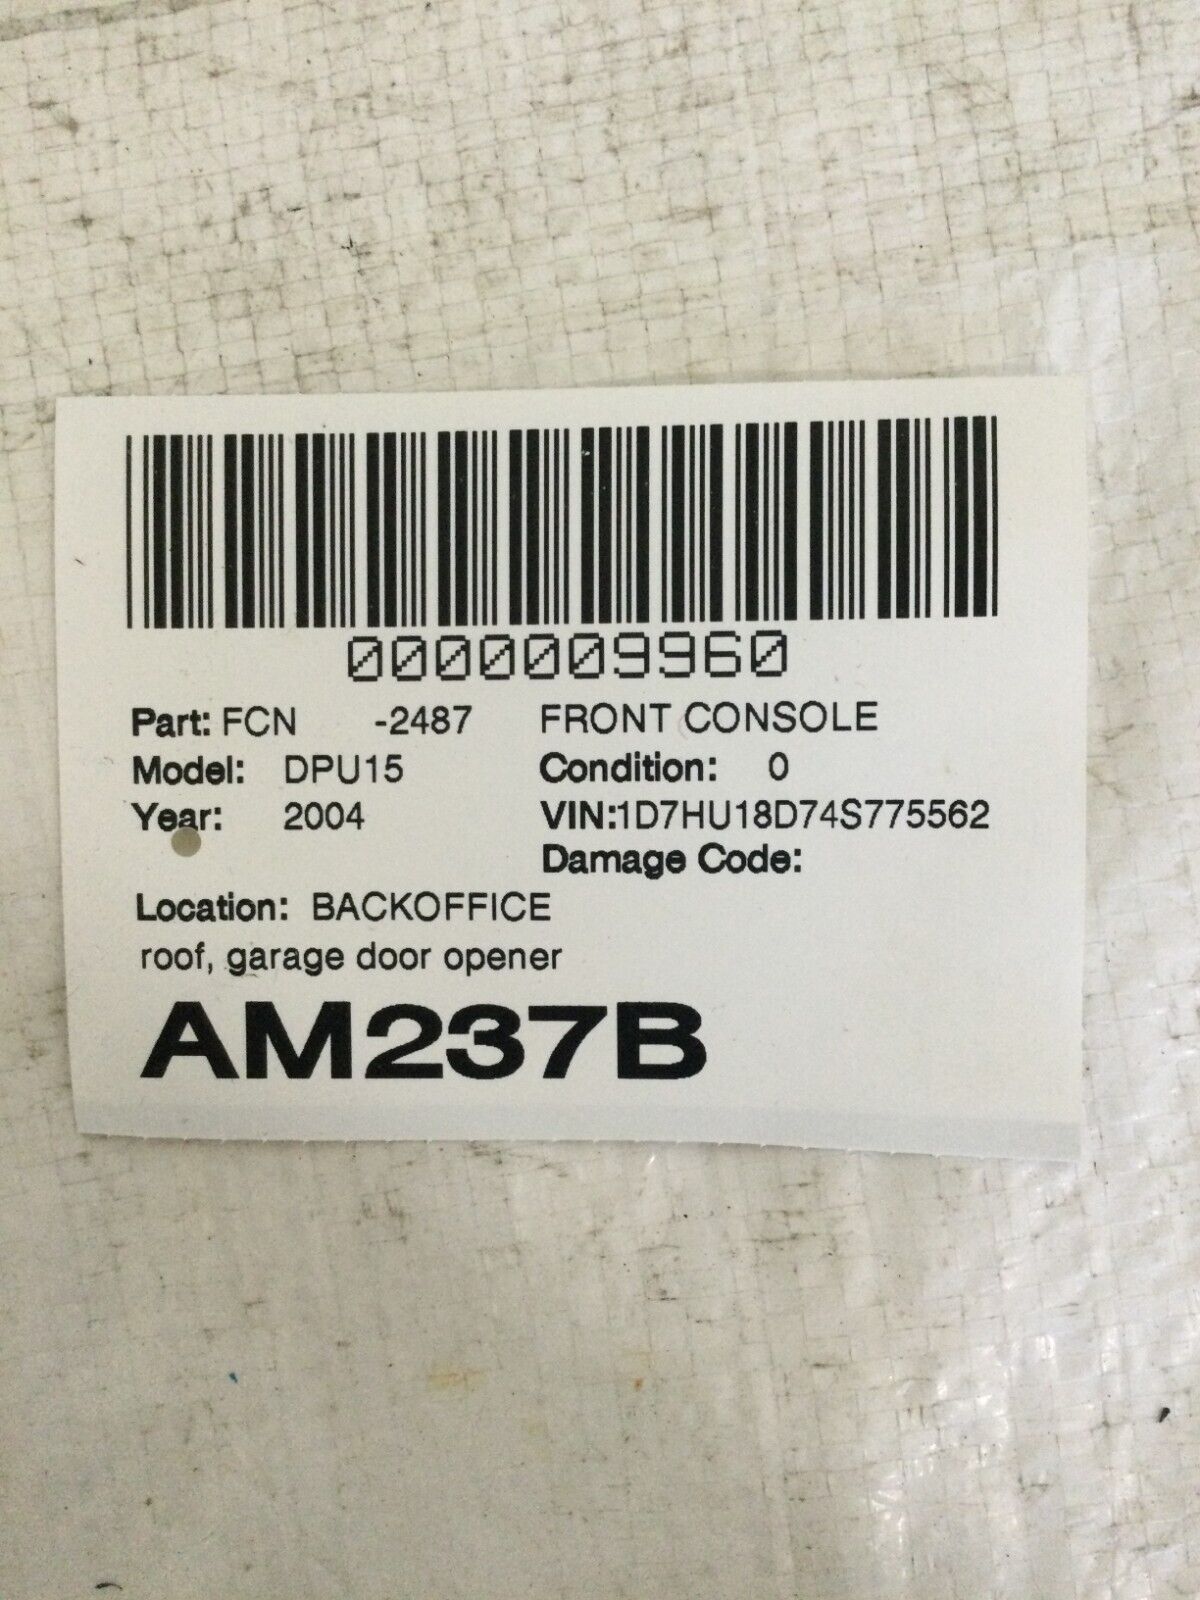 0000009960
Part: FCN -2487 FRONT CONSOLE
Model: DPU15 Condition: 0
Year: 2004 VIN:1D7HU18D74S775562
Damage Code:
Location: BACKOFFICE
roof, garage door opener
AM237B